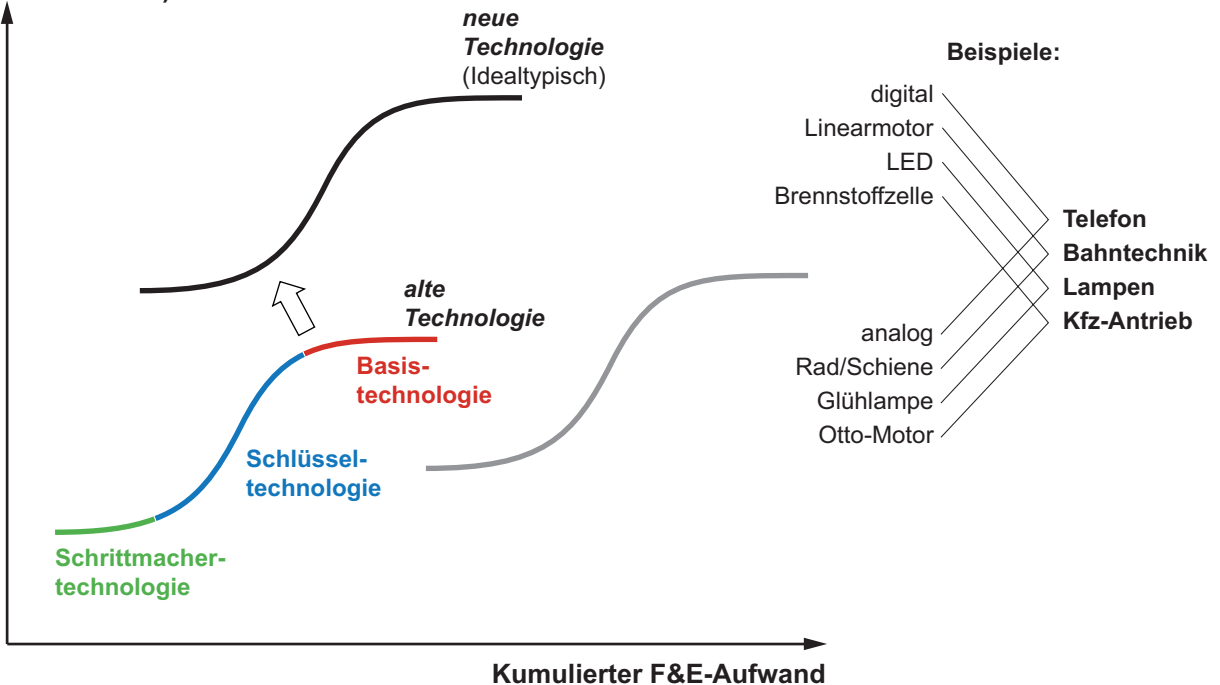 neue
Technologie
(Idealtypisch)
Beispiele:
digital
Linearmotor
LED
Brennstoffzelle
Telefon
Bahntechnik
Lampen
Kfz-Antrieb
analog
Rad/Schiene
Glühlampe
Otto-Motor
alte
Technologie
Basis-
technologie
Schlüssel-
technologie
Schrittmacher-
technologie
Kumulierter F&E-Aufwand